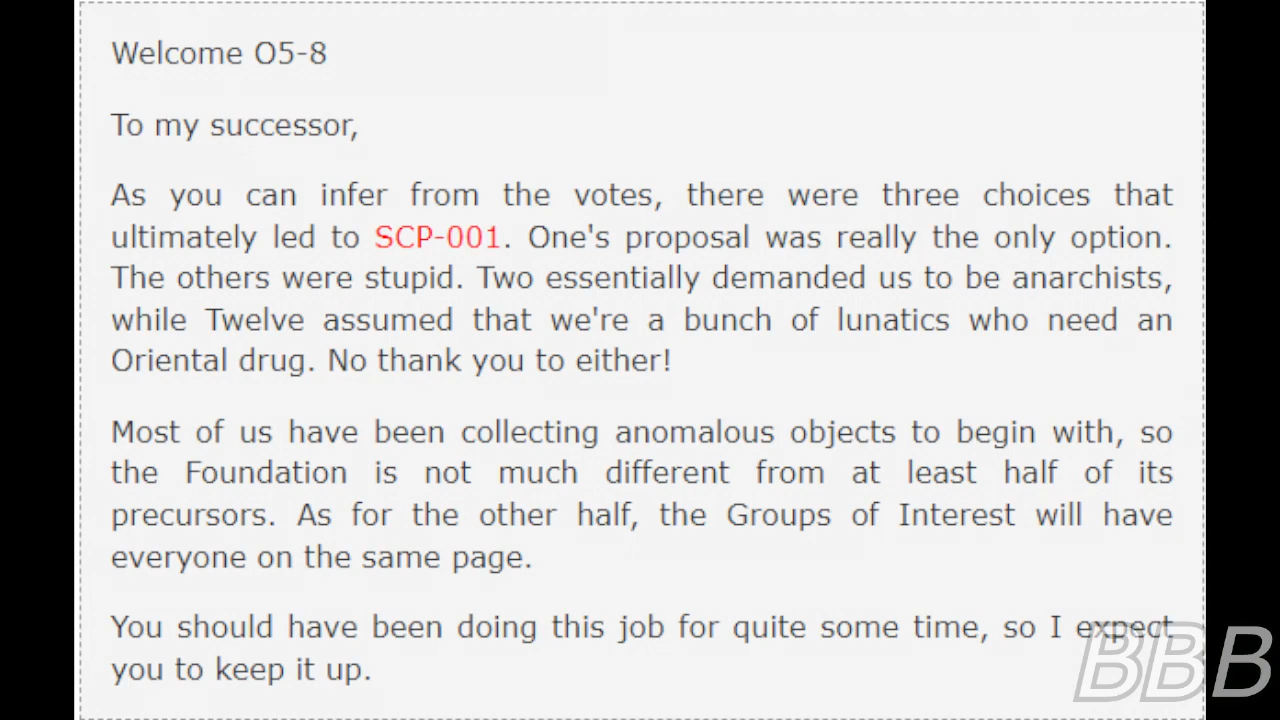 Welcome O5-8
To my successor,
As you can infer from the votes, there were three choices that
ultimately led to SCP-001. One's proposal was really the only option.
The others were stupid. Two essentially demanded us to be anarchists,
while Twelve assumed that we're a bunch of lunatics who need an
Oriental drug. No thank you to either!
Most of us have been collecting anomalous objects to begin with, so
the Foundation is not much different from at least half of its
precursors. As for the other half, the Groups of Interest will have
everyone on the same page.
You should have been doing this job for quite some time, so I expect
you to keep it up.
BBB